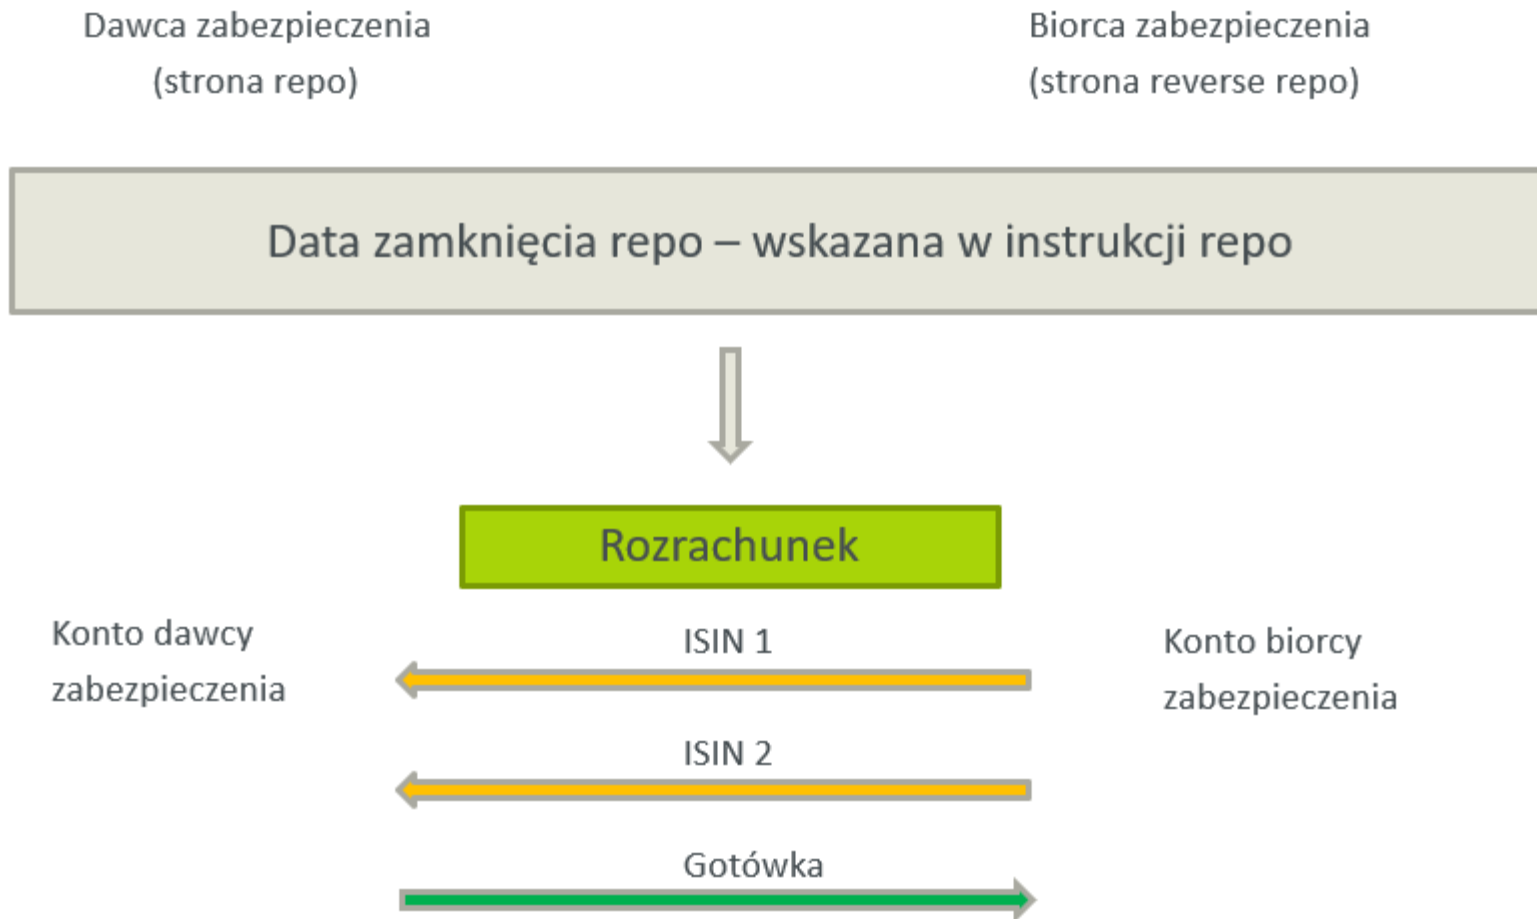 Dawca zabezpieczenia
(strona repo)
Biorca zabezpieczenia
(strona reverse repo)
Data zamknięcia repo – wskazana w instrukcji repo
Rozrachunek
Konto dawcy
zabezpieczenia
ISIN 1
Konto biorcy
zabezpieczenia
ISIN 2
Gotówka